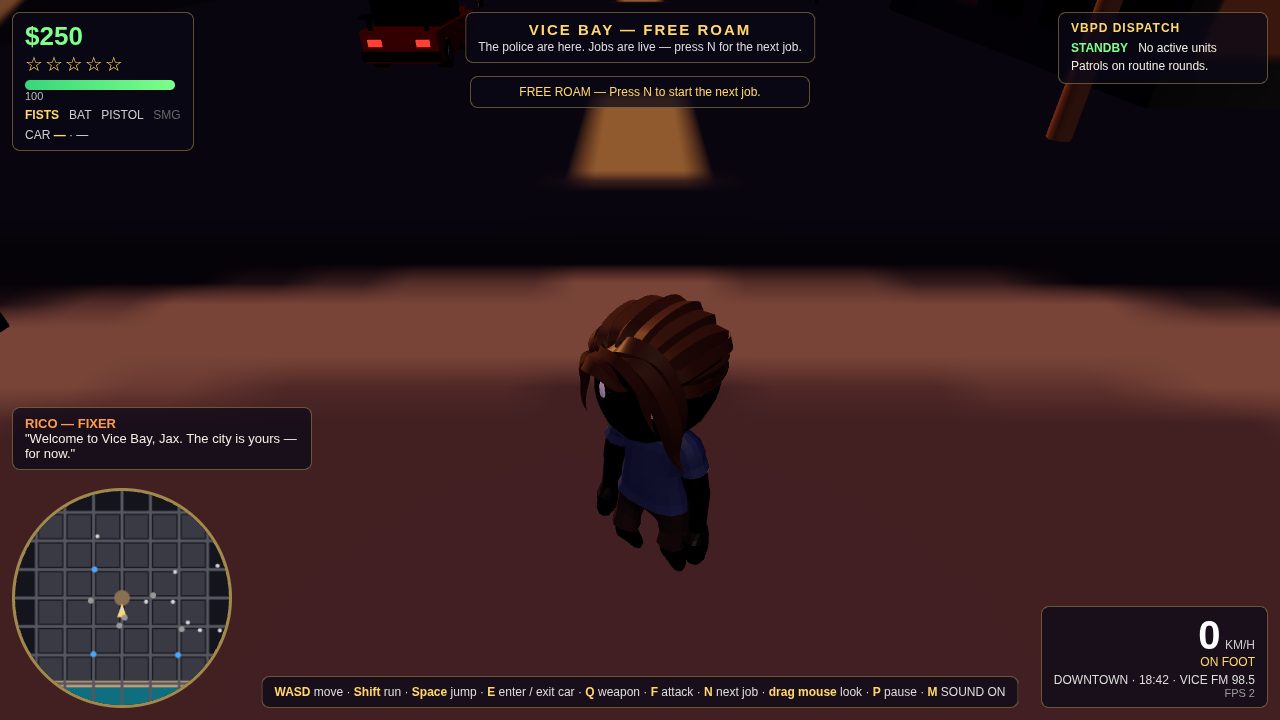 $250
☆☆☆☆☆
100
FISTS BAT PISTOL SMG
CAR — · —
VICE BAY — FREE ROAM
The police are here. Jobs are live — press N for the next job.
FREE ROAM — Press N to start the next job.
VBPD DISPATCH
STANDBY No active units
Patrols on routine rounds.
RICO — FIXER
"Welcome to Vice Bay, Jax. The city is yours —
for now."
WASD move · Shift run · Space jump · E enter / exit car · Q weapon · F attack · N next job · drag mouse look · P pause · M SOUND ON
0 KM/H
ON FOOT
DOWNTOWN · 18:42 · VICE FM 98.5
FPS 2